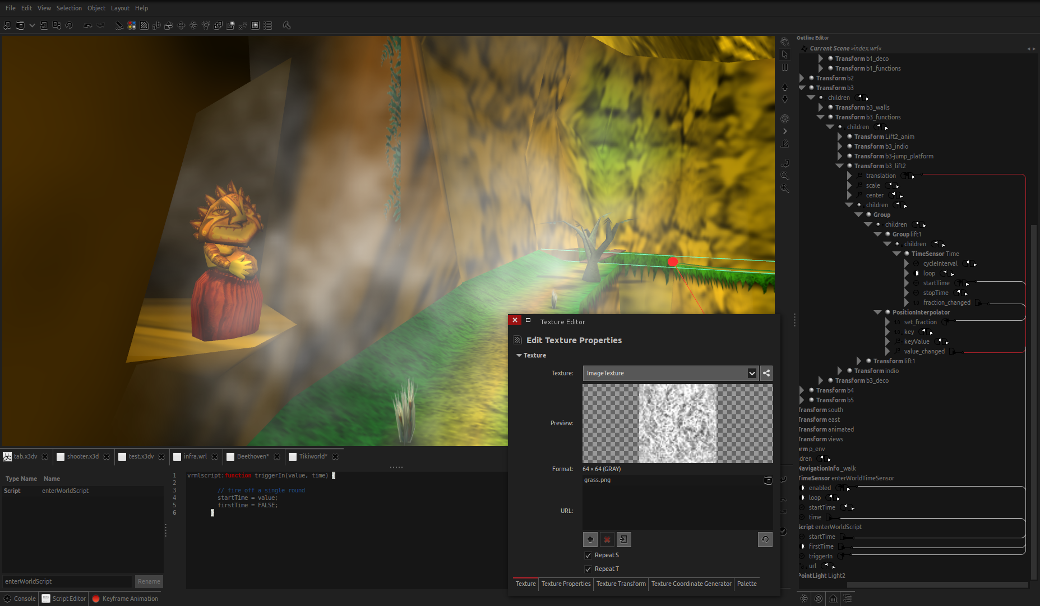 File Edit View Selection Object Layout Help
Outline Editor
Current Scene »index.wrl«
Transform b1_deco
Transform b1_functions
Transform b2
Transform b3
children
Transform b3_walls
Transform b3_functions
children
Transform Lift2_anim
Transform b3_indio
Transform b3-jump_platform
Transform b3_lift2
translation
scale
center
children
Group
children
Group lift1
children
TimeSensor Time
cycleInterval
loop
startTime
stopTime
fraction_changed
PositionInterpolator
set_fraction
key
keyValue
value_changed
Transform lift1
Transform indio
Transform b3_deco
Transform b4
Transform b5
Transform south
Transform east
Transform animated
Transform views
NavigationInfo _walk
TimeSensor enterWorldTimeSensor
enabled
loop
startTime
time
Script enterWorldScript
startTime
firstTime
triggerIn
url
PointLight Light2
Texture Editor
Edit Texture Properties
Texture
Texture: ImageTexture
Preview:
Format: 64 × 64 (GRAY)
grass.png
URL:
Repeat S
Repeat T
Texture Texture Properties Texture Transform Texture Coordinate Generator Palette
tab.x3dv shooter.x3d test.x3dv infra.wrl Beethoven* Tikiworld*
Type Name Name
Script enterWorldScript
1 vrmlscript:function triggerIn(value, time) {
2
3 // fire off a single round
4 startTime = value;
5 firstTime = FALSE;
6 }
enterWorldScript Rename
Console Script Editor Keyframe Animation